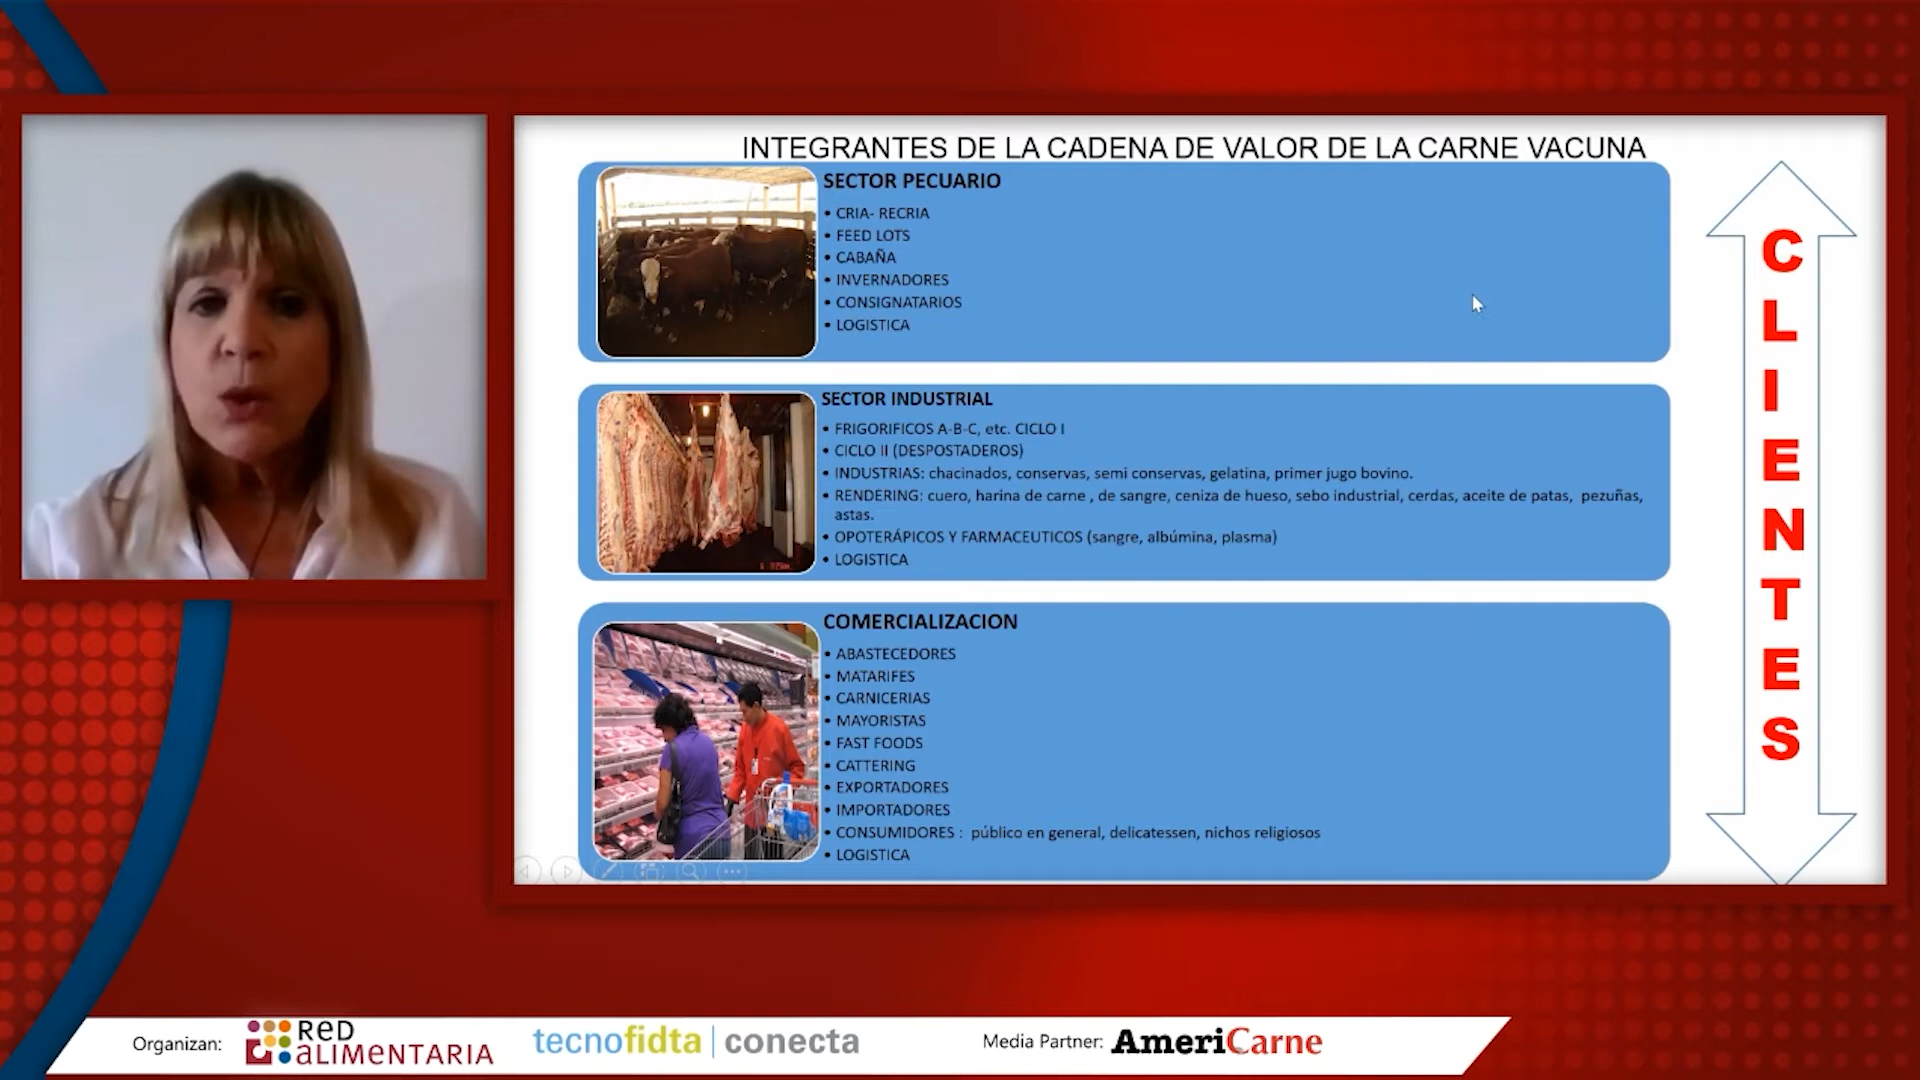 INTEGRANTES DE LA CADENA DE VALOR DE LA CARNE VACUNA
SECTOR PECUARIO
• CRIA- RECRIA
• FEED LOTS
• CABAÑA
• INVERNADORES
• CONSIGNATARIOS
• LOGISTICA
SECTOR INDUSTRIAL
• FRIGORIFICOS A-B-C, etc. CICLO I
• CICLO II (DESPOSTADEROS)
• INDUSTRIAS: chacinados, conservas, semi conservas, gelatina, primer jugo bovino.
• RENDERING: cuero, harina de carne , de sangre, ceniza de hueso, sebo industrial, cerdas, aceite de patas, pezuñas,
astas.
• OPOTERÁPICOS Y FARMACEUTICOS (sangre, albúmina, plasma)
• LOGISTICA
COMERCIALIZACION
• ABASTECEDORES
• MATARIFES
• CARNICERIAS
• MAYORISTAS
• FAST FOODS
• CATTERING
• EXPORTADORES
• IMPORTADORES
• CONSUMIDORES : público en general, delicatessen, nichos religiosos
• LOGISTICA
CLIENTES
Organizan:
ReD
aLIMeNTARIA
tecnofidta | conecta
Media Partner: AmeriCarne